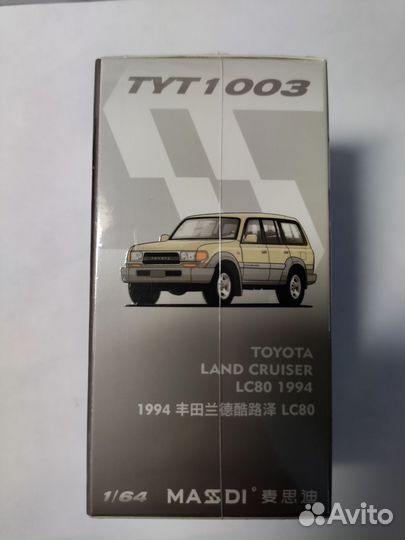 TYT1003
TOYOTA
LAND CRUISER
LC80 1994
1994 丰田兰德酷路泽 LC80
1/64 MASSDI® 麦思迪
Avito